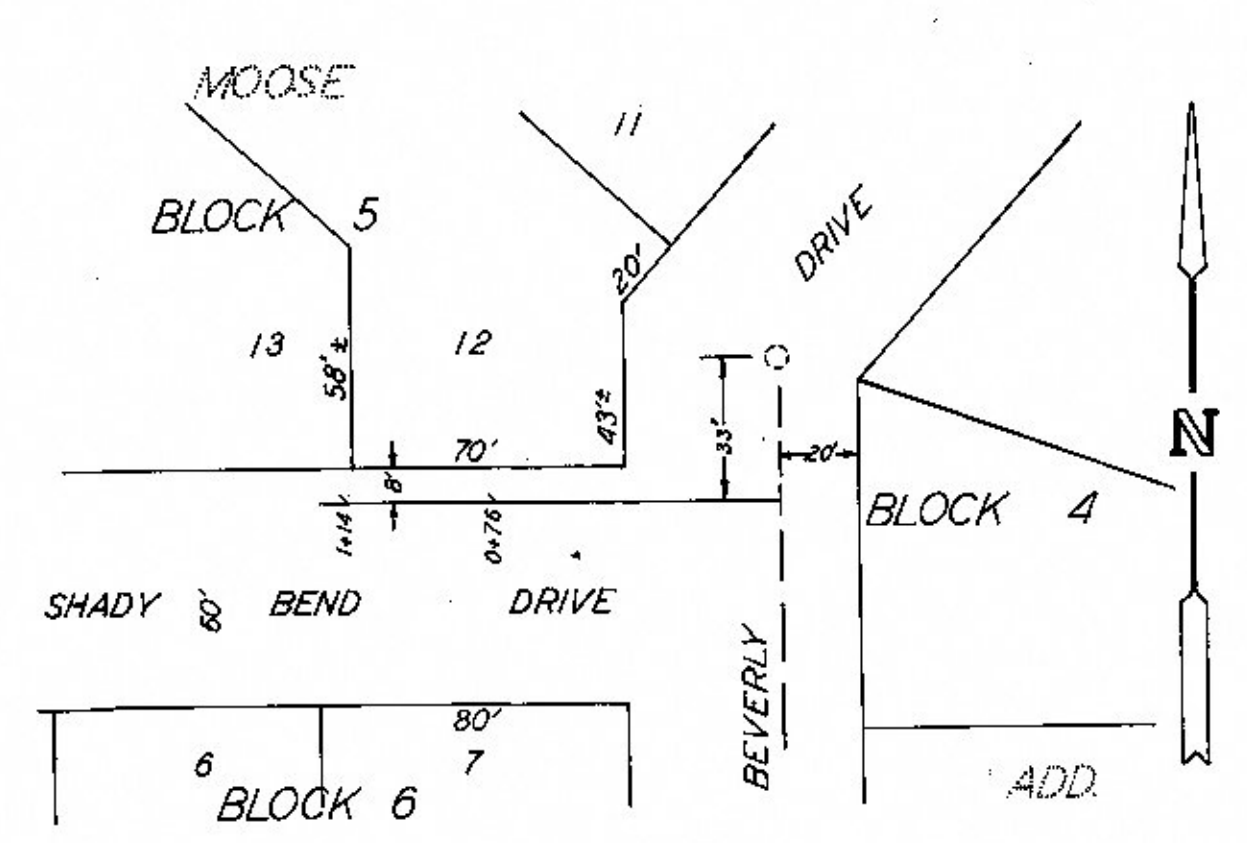 MOOSE
11
BLOCK 5
DRIVE
20'
13
12
58'±
43'±
33'
20'
N
70'
8'
BLOCK 4
1+14'
0+76'
SHADY 60' BEND DRIVE
BEVERLY
80'
6
7
BLOCK 6
ADD.